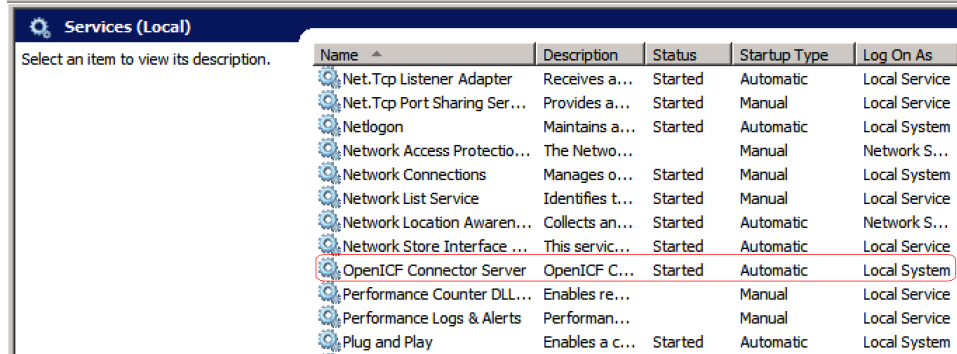 Services (Local)
Select an item to view its description.
Name Description Status Startup Type Log On As
Net.Tcp Listener Adapter Receives a... Started Automatic Local Service
Net.Tcp Port Sharing Ser... Provides a... Started Manual Local Service
Netlogon Maintains a... Started Automatic Local System
Network Access Protectio... The Netwo... Manual Network S...
Network Connections Manages o... Started Manual Local System
Network List Service Identifies t... Started Manual Local Service
Network Location Awaren... Collects an... Started Automatic Network S...
Network Store Interface ... This servic... Started Automatic Local Service
OpenICF Connector Server OpenICF C... Started Automatic Local System
Performance Counter DLL... Enables re... Manual Local Service
Performance Logs & Alerts Performan... Manual Local Service
Plug and Play Enables a c... Started Automatic Local System